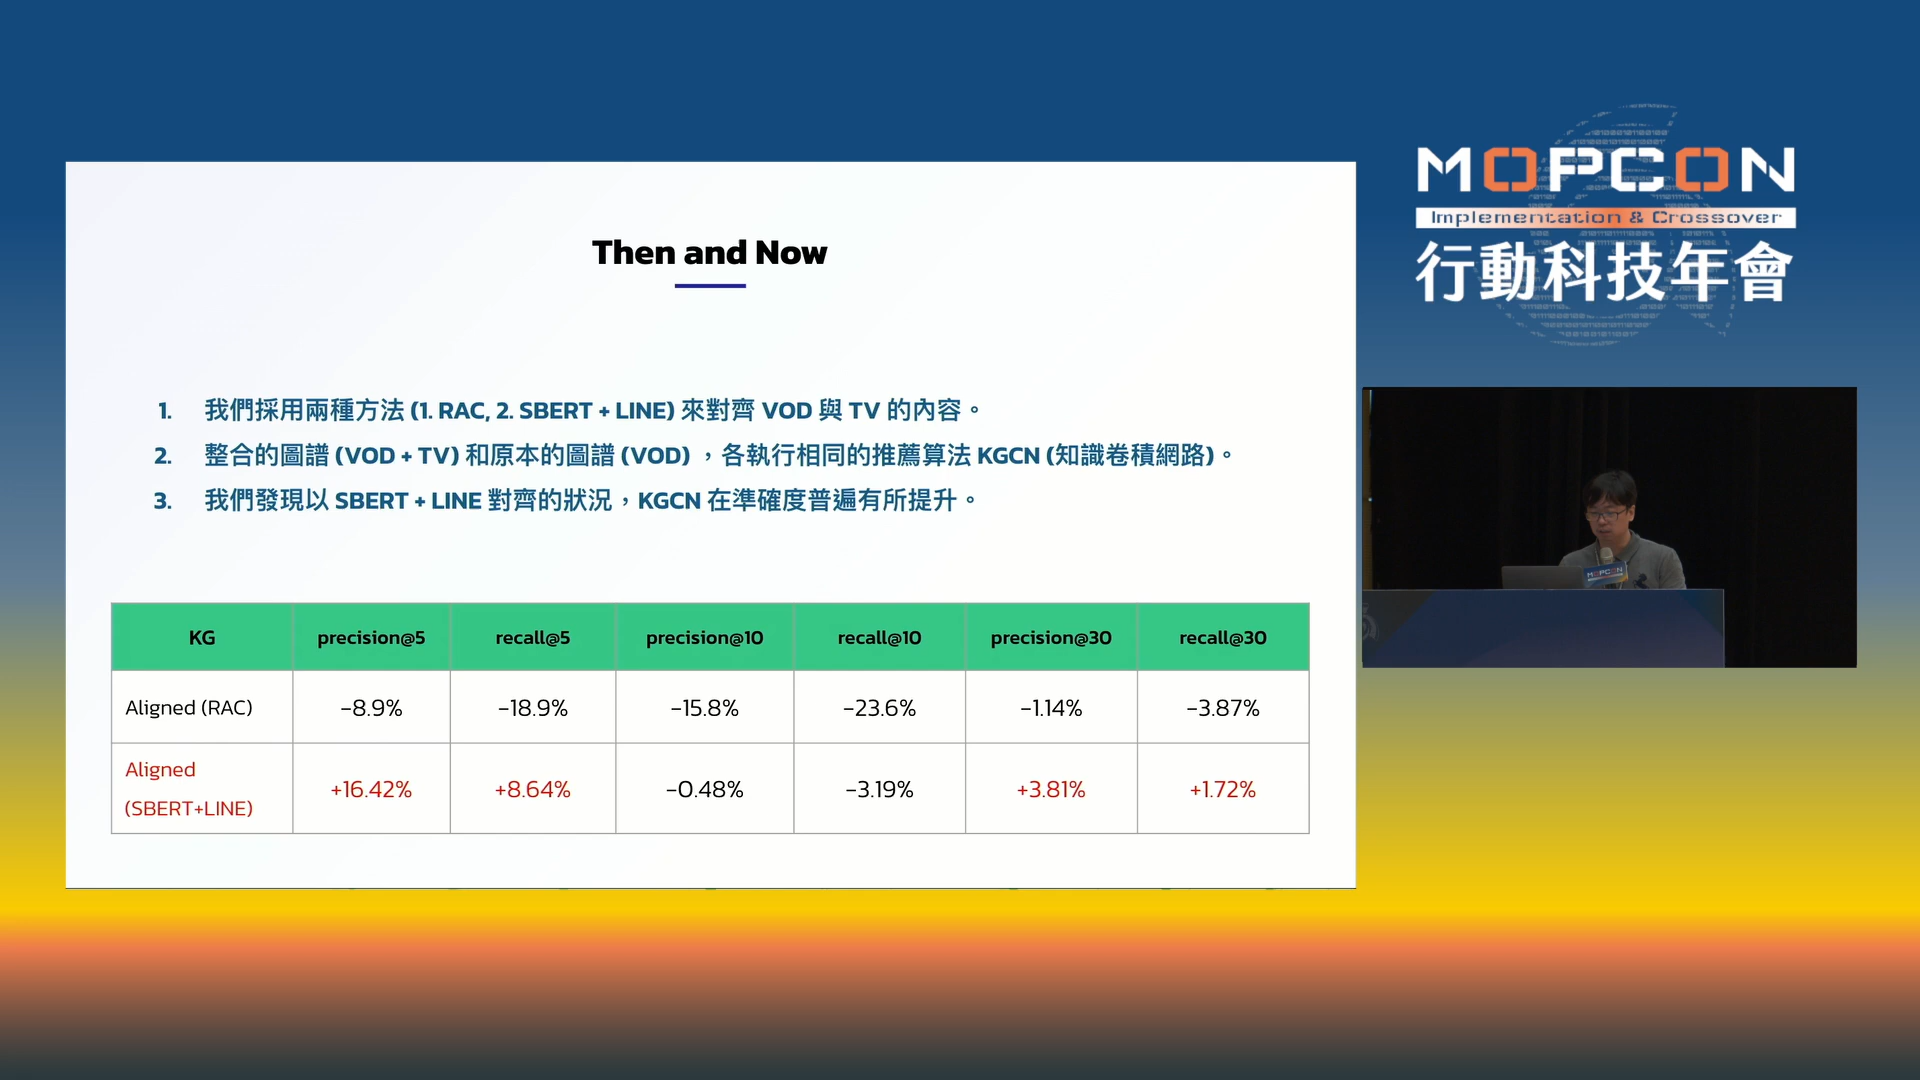 MOPCON
Implementation & Crossover
行動科技年會
Then and Now
1. 我們採用兩種方法 (1. RAC, 2. SBERT + LINE) 來對齊 VOD 與 TV 的內容。
2. 整合的圖譜 (VOD + TV) 和原本的圖譜 (VOD) ，各執行相同的推薦算法 KGCN (知識卷積網路)。
3. 我們發現以 SBERT + LINE 對齊的狀況，KGCN 在準確度普遍有所提升。
KG precision@5 recall@5 precision@10 recall@10 precision@30 recall@30
Aligned (RAC) -8.9% -18.9% -15.8% -23.6% -1.14% -3.87%
Aligned
(SBERT+LINE) +16.42% +8.64% -0.48% -3.19% +3.81% +1.72%
MOPCON